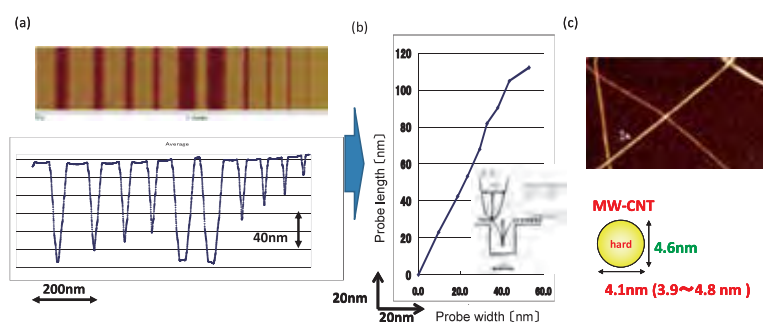 (a)
Average
40nm
200nm
(b)
Probe length [nm]
120
100
80
60
40
20
0
0.0
20.0
40.0
60.0
Probe width [nm]
20nm
20nm
(c)
MW-CNT
hard
4.6nm
4.1nm (3.9～4.8 nm )